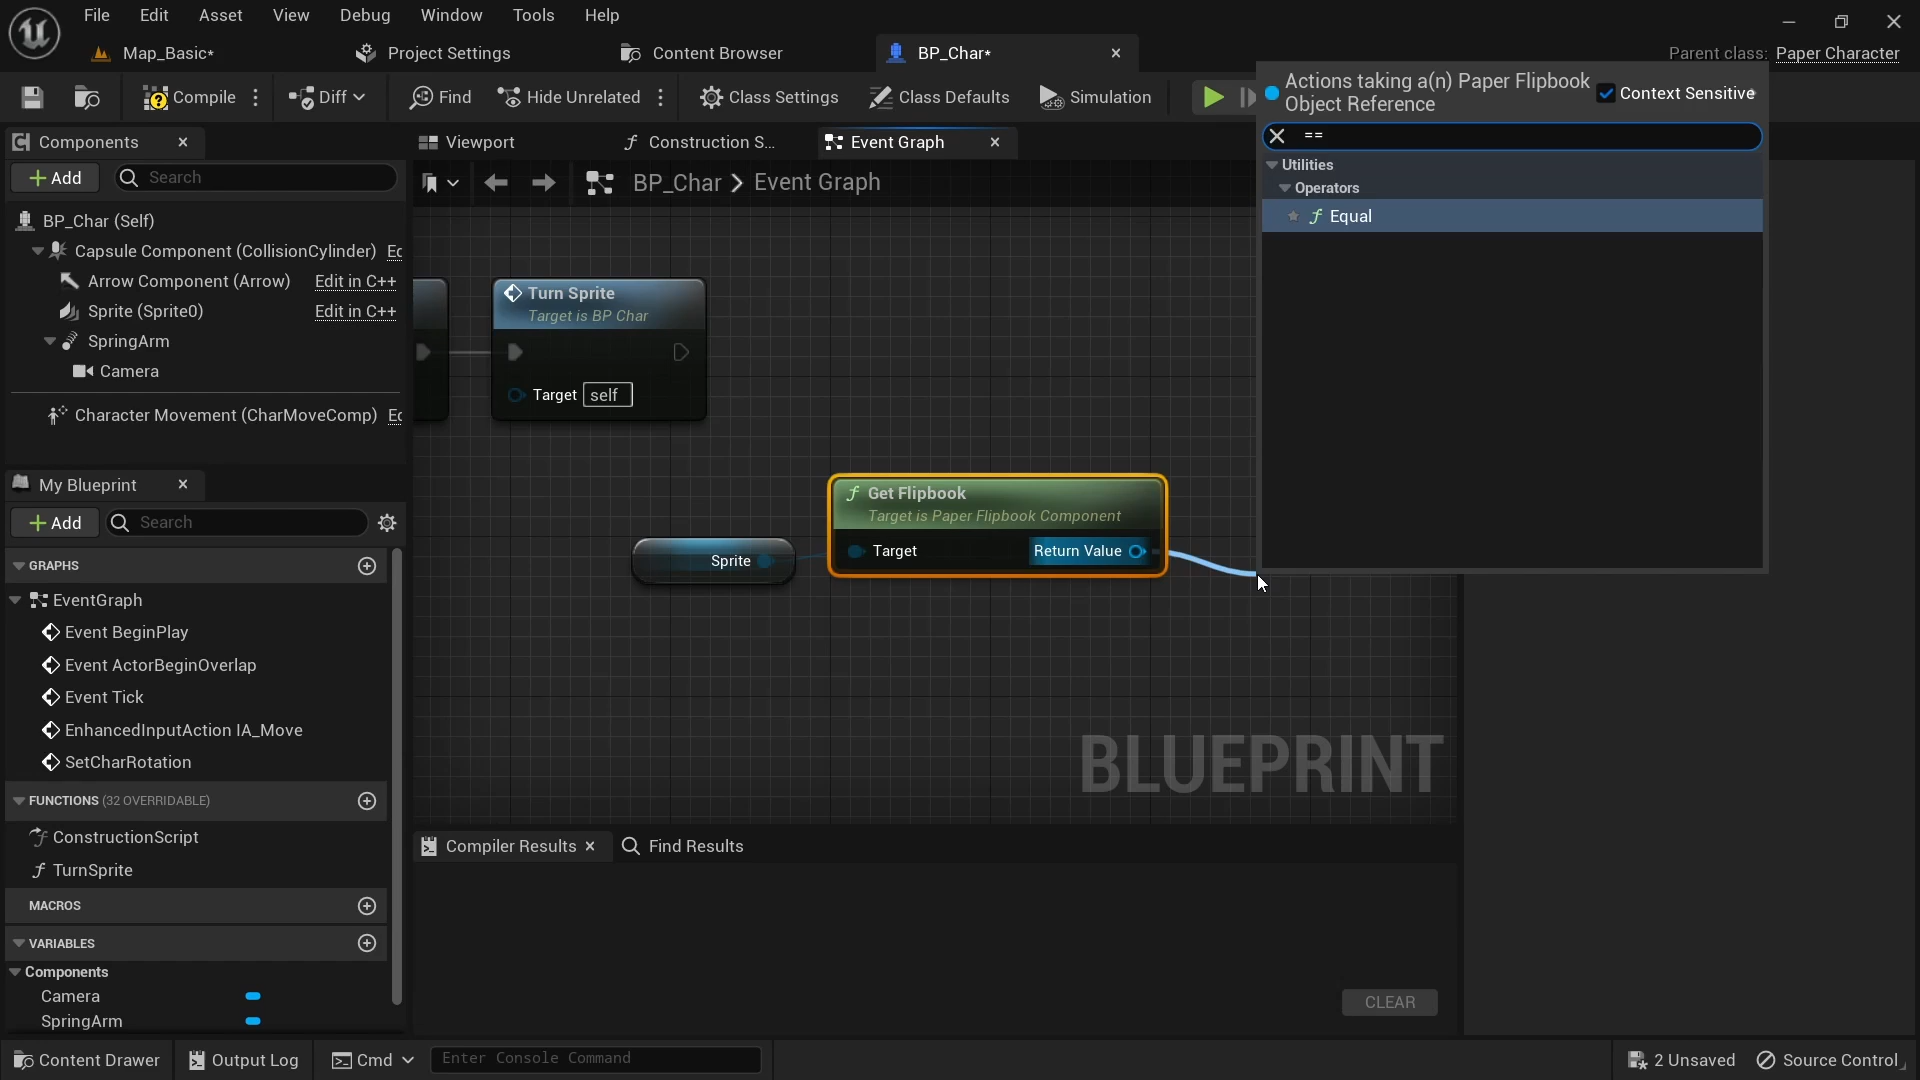 File Edit Asset View Debug Window Tools Help
Map_Basic* Project Settings Content Browser BP_Char* Parent class: Paper Character
Compile Diff Find Hide Unrelated Class Settings Class Defaults Simulation
Actions taking a(n) Paper Flipbook
Object Reference
Context Sensitive
==
Utilities
Operators
Equal
Components
Add Search
BP_Char (Self)
Capsule Component (CollisionCylinder)
Arrow Component (Arrow) Edit in C++
Sprite (Sprite0) Edit in C++
SpringArm
Camera
Character Movement (CharMoveComp)
Viewport Construction S... Event Graph
BP_Char > Event Graph
Turn Sprite
Target is BP Char
Target self
Sprite
Get Flipbook
Target is Paper Flipbook Component
Target Return Value
BLUEPRINT
My Blueprint
Add Search
GRAPHS
EventGraph
Event BeginPlay
Event ActorBeginOverlap
Event Tick
EnhancedInputAction IA_Move
SetCharRotation
FUNCTIONS (32 OVERRIDABLE)
ConstructionScript
TurnSprite
MACROS
VARIABLES
Components
Camera
SpringArm
Compiler Results Find Results
CLEAR
Content Drawer Output Log Cmd Enter Console Command 2 Unsaved Source Control